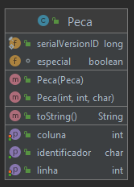 Peca
serialVersionID long
especial boolean
Peca(Peca)
Peca(int, int, char)
toString() String
coluna int
identificador char
linha int